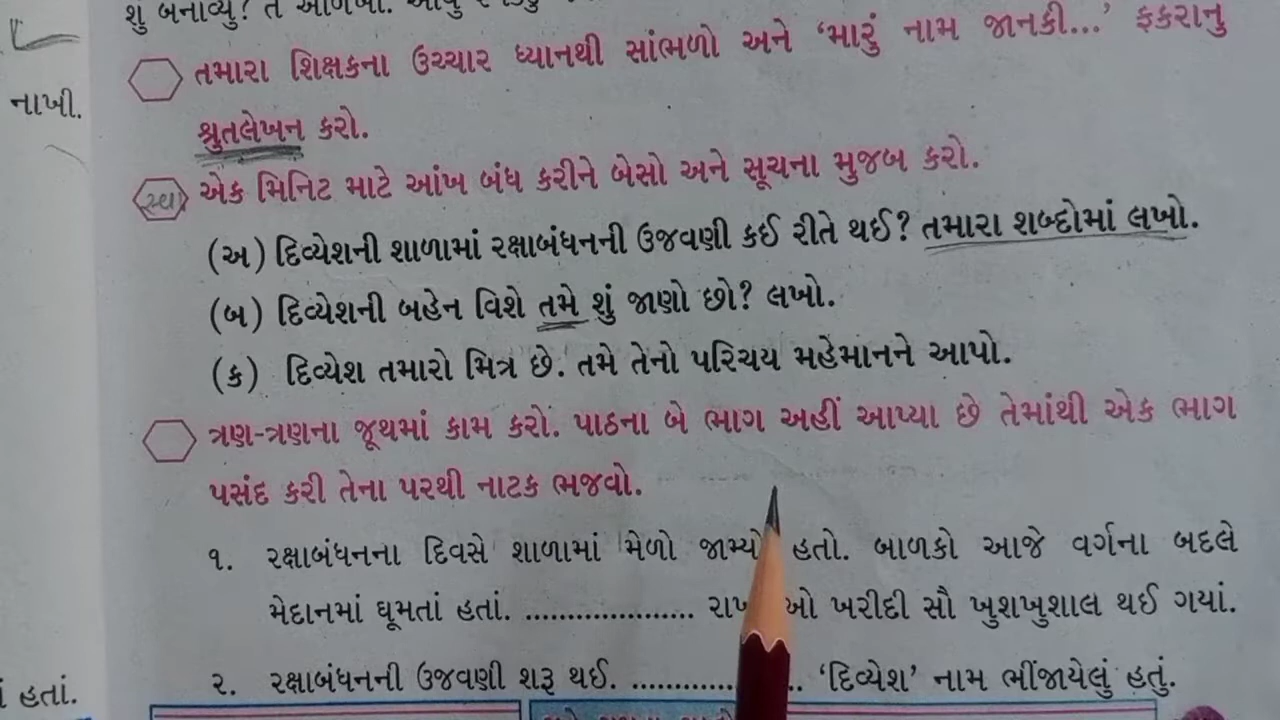 શું બનાવ્યું? તે
તમારા શિક્ષકના ઉચ્ચાર ધ્યાનથી સાંભળો અને ‘મારું નામ જાનકી...’ ફકરાનુ
નાખી.
શ્રુતલેખન કરો.
સ્વા એક મિનિટ માટે આંખ બંધ કરીને બેસો અને સૂચના મુજબ કરો.
(અ) દિવ્યેશની શાળામાં રક્ષાબંધનની ઉજવણી કઈ રીતે થઈ? તમારા શબ્દોમાં લખો.
(બ) દિવ્યેશની બહેન વિશે તમે શું જાણો છો? લખો.
(ક) દિવ્યેશ તમારો મિત્ર છે. તમે તેનો પરિચય મહેમાનને આપો.
ત્રણ-ત્રણના જૂથમાં કામ કરો. પાઠના બે ભાગ અહીં આપ્યા છે તેમાંથી એક ભાગ
પસંદ કરી તેના પરથી નાટક ભજવો.
૧. રક્ષાબંધનના દિવસે શાળામાં મેળો જામ્યો હતો. બાળકો આજે વર્ગના બદલે
મેદાનમાં ઘૂમતાં હતાં. .................... ખરીદી સૌ ખુશખુશાલ થઈ ગયાં.
૨. રક્ષાબંધનની ઉજવણી શરૂ થઈ. .................... ‘દિવ્યેશ’ નામ ભીંજાયેલું હતું.
હતાં.